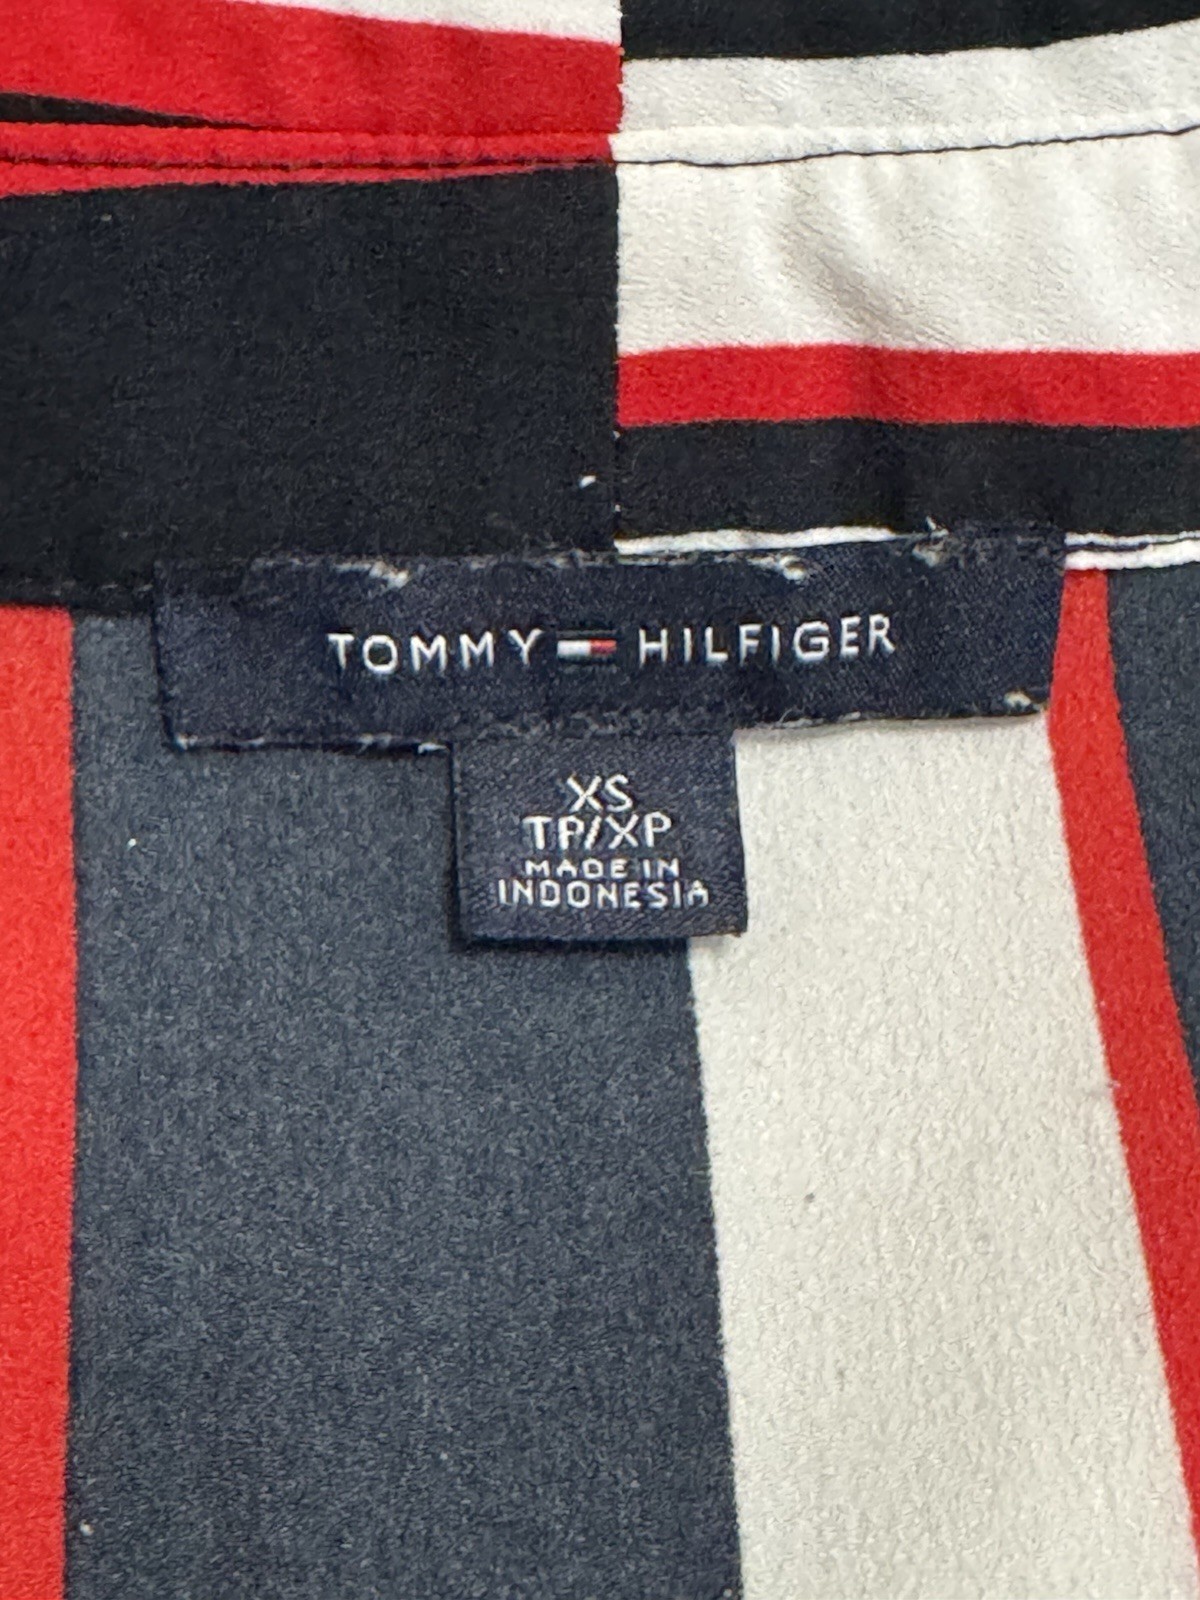 TOMMY HILFIGER
XS
TP/XP
MADE IN
INDONESIA